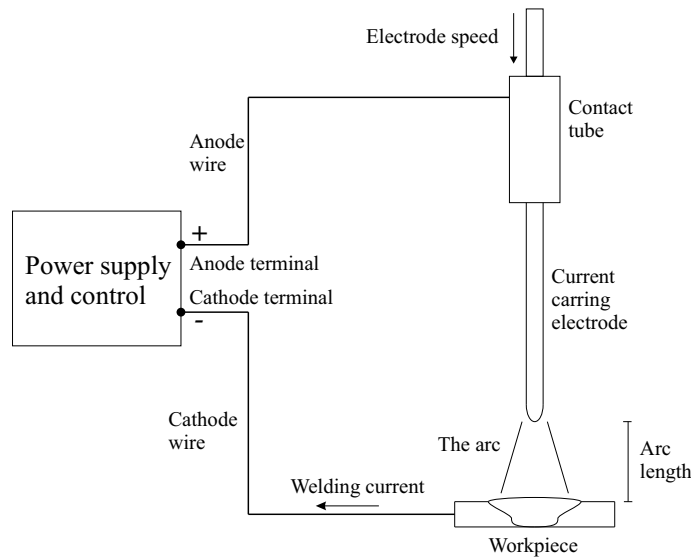 Electrode speed
Contact
tube
Anode
wire
+
Anode terminal
Power supply
and control
Cathode terminal
-
Current
carring
electrode
Cathode
wire
The arc
Arc
length
Welding current
Workpiece